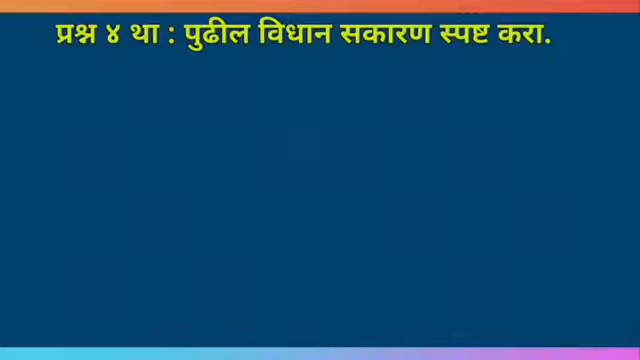 प्रश्न ४ था : पुढील विधान सकारण स्पष्ट करा.